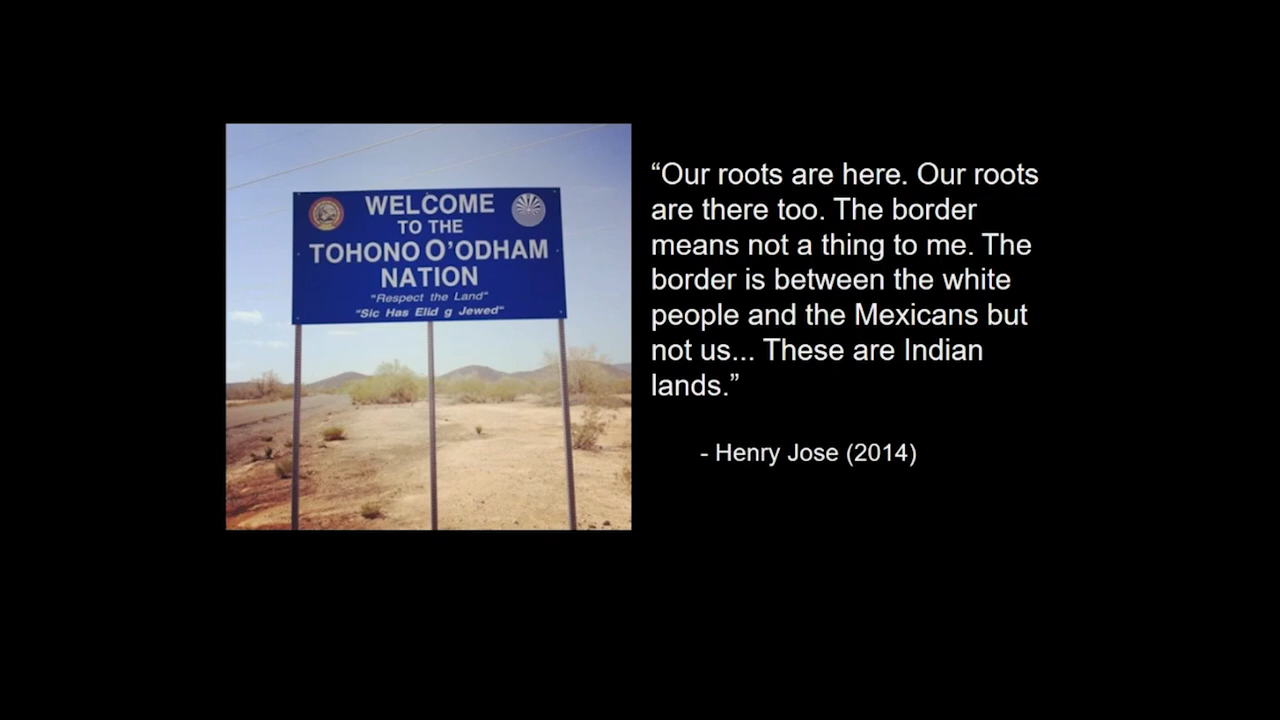 WELCOME
TO THE
TOHONO O'ODHAM
NATION
"Respect the Land"
"Sic Has Elid g Jewed"
“Our roots are here. Our roots
are there too. The border
means not a thing to me. The
border is between the white
people and the Mexicans but
not us... These are Indian
lands.”
- Henry Jose (2014)